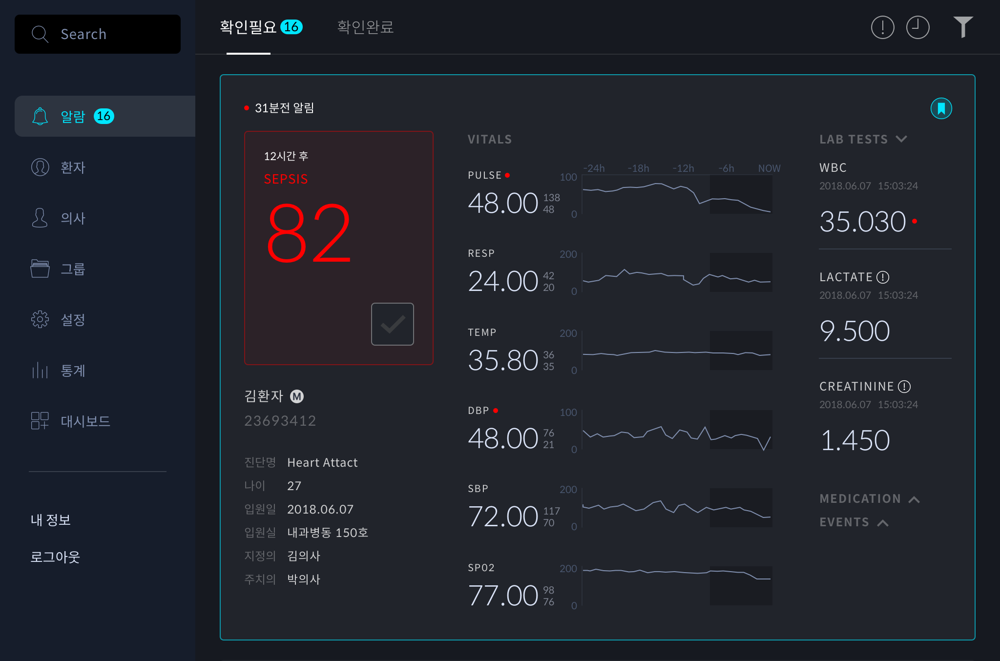 Search
알람 16
환자
의사
그룹
설정
통계
대시보드
내 정보
로그아웃
확인필요 16
확인완료
31분전 알림
12시간 후
SEPSIS
82
김환자 M
23693412
진단명 Heart Attact
나이 27
입원일 2018.06.07
입원실 내과병동 150호
지정의 김의사
주치의 박의사
VITALS
-24h -18h -12h -6h NOW
PULSE
48.00 138 48
100
0
RESP
24.00 42 20
200
0
TEMP
35.80 36 35
200
0
DBP
48.00 76 21
100
0
SBP
72.00 117 70
200
0
SP02
77.00 98 76
200
0
LAB TESTS
WBC
2018.06.07 15:03:24
35.030
LACTATE
2018.06.07 15:03:24
9.500
CREATININE
2018.06.07 15:03:24
1.450
MEDICATION
EVENTS